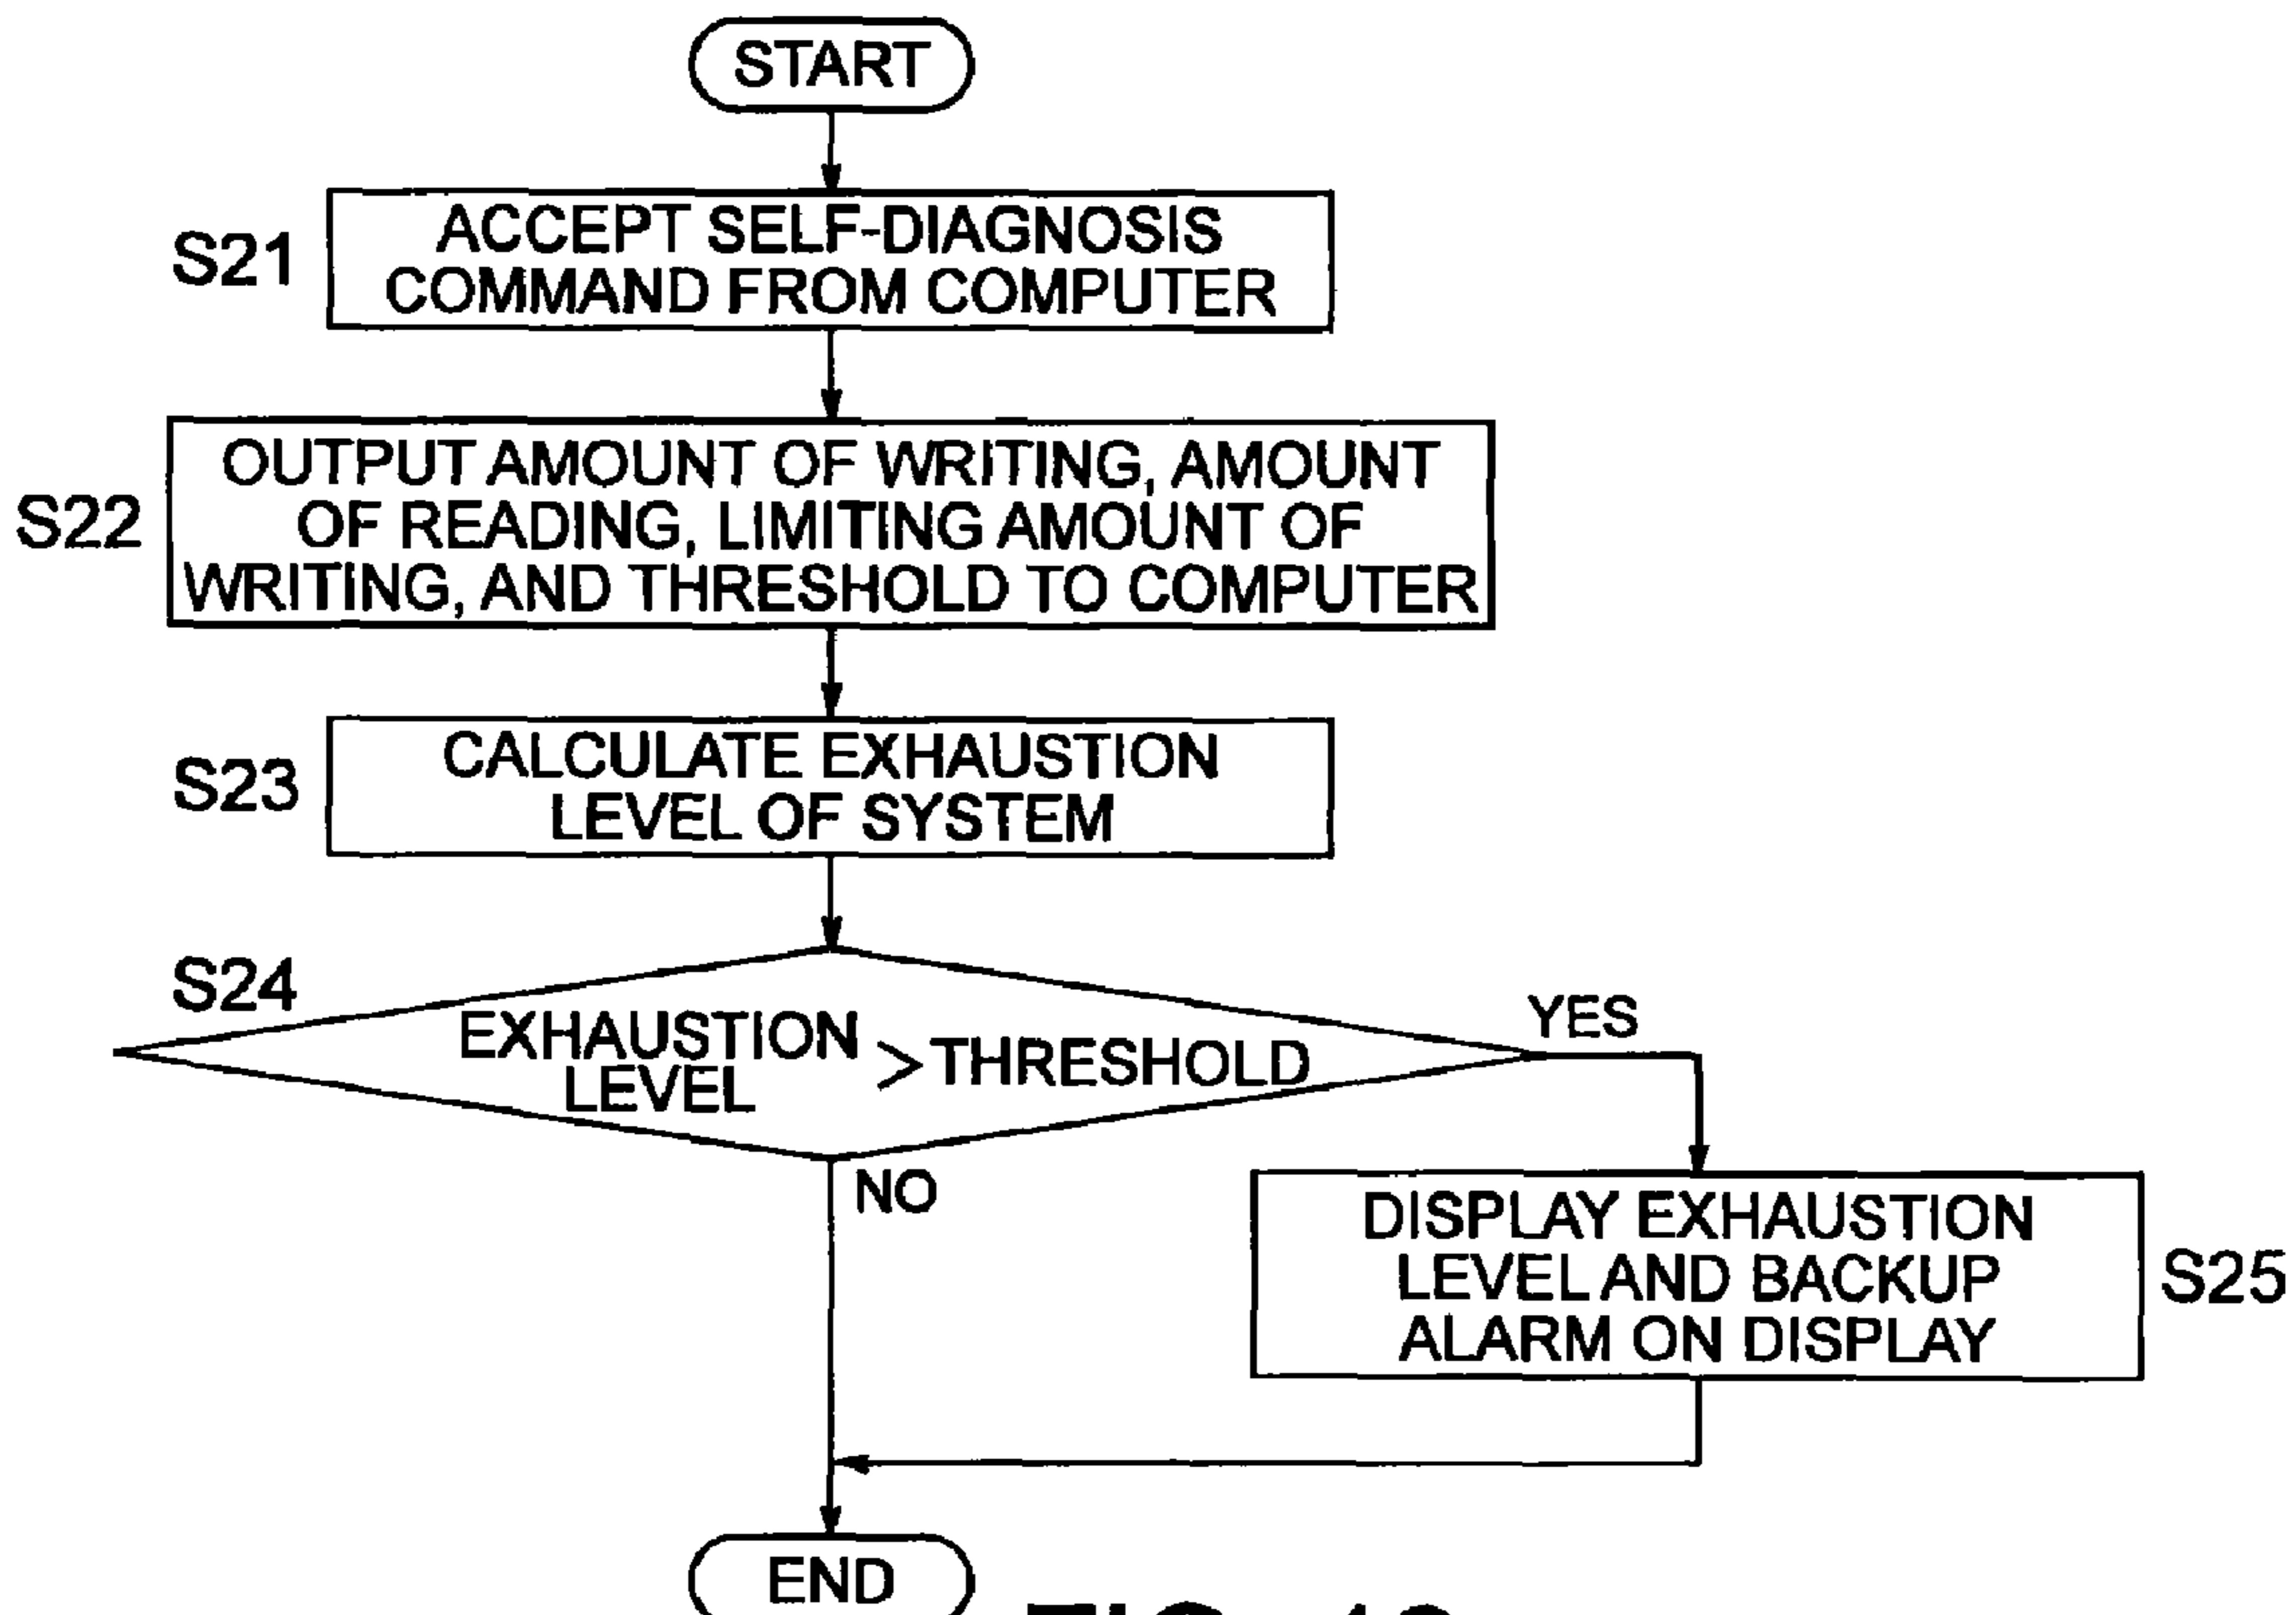 START
S21
ACCEPT SELF-DIAGNOSIS
COMMAND FROM COMPUTER
S22
OUTPUT AMOUNT OF WRITING, AMOUNT
OF READING, LIMITING AMOUNT OF
WRITING, AND THRESHOLD TO COMPUTER
S23
CALCULATE EXHAUSTION
LEVEL OF SYSTEM
S24
EXHAUSTION
LEVEL
> THRESHOLD
YES
NO
DISPLAY EXHAUSTION
LEVEL AND BACKUP
ALARM ON DISPLAY
S25
END